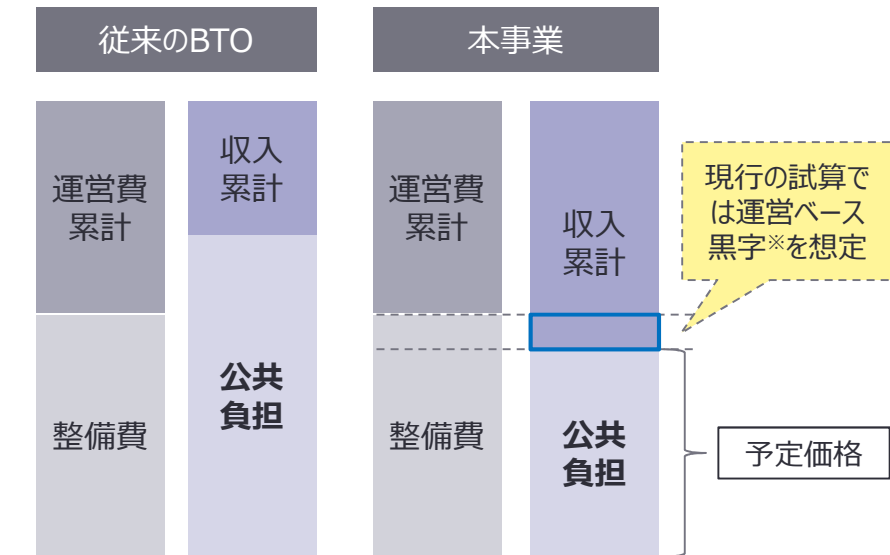 従来のBTO
本事業
運営費
累計
収入
累計
運営費
累計
収入
累計
現行の試算で
は運営ベース
黒字※を想定
整備費
公共
負担
整備費
公共
負担
予定価格